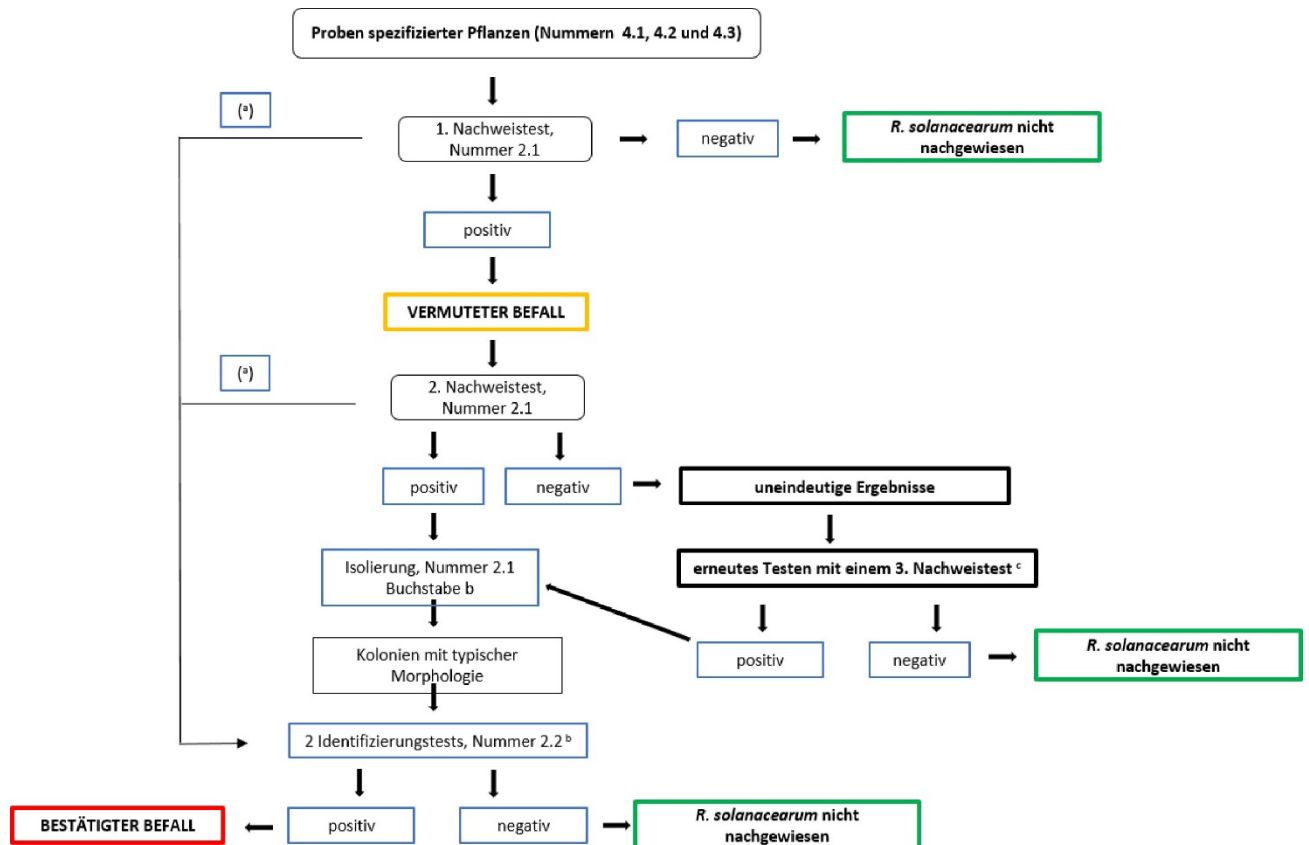 Proben spezifizierter Pflanzen (Nummern 4.1, 4.2 und 4.3)
(ᵃ)
1. Nachweistest,
Nummer 2.1
negativ
R. solanacearum nicht
nachgewiesen
positiv
VERMUTETER BEFALL
(ᵃ)
2. Nachweistest,
Nummer 2.1
positiv
negativ
uneindeutige Ergebnisse
Isolierung, Nummer 2.1
Buchstabe b
erneutes Testen mit einem 3. Nachweistest ᶜ
Kolonien mit typischer
Morphologie
positiv
negativ
R. solanacearum nicht
nachgewiesen
2 Identifizierungstests, Nummer 2.2 ᵇ
BESTÄTIGTER BEFALL
positiv
negativ
R. solanacearum nicht
nachgewiesen